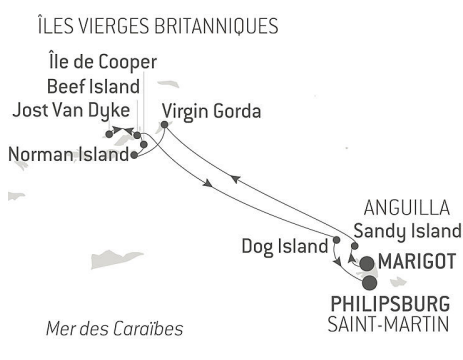 ÎLES VIERGES BRITANNIQUES
Île de Cooper
Beef Island
Jost Van Dyke
Virgin Gorda
Norman Island
ANGUILLA
Sandy Island
Dog Island
MARIGOT
PHILIPSBURG
SAINT-MARTIN
Mer des Caraïbes